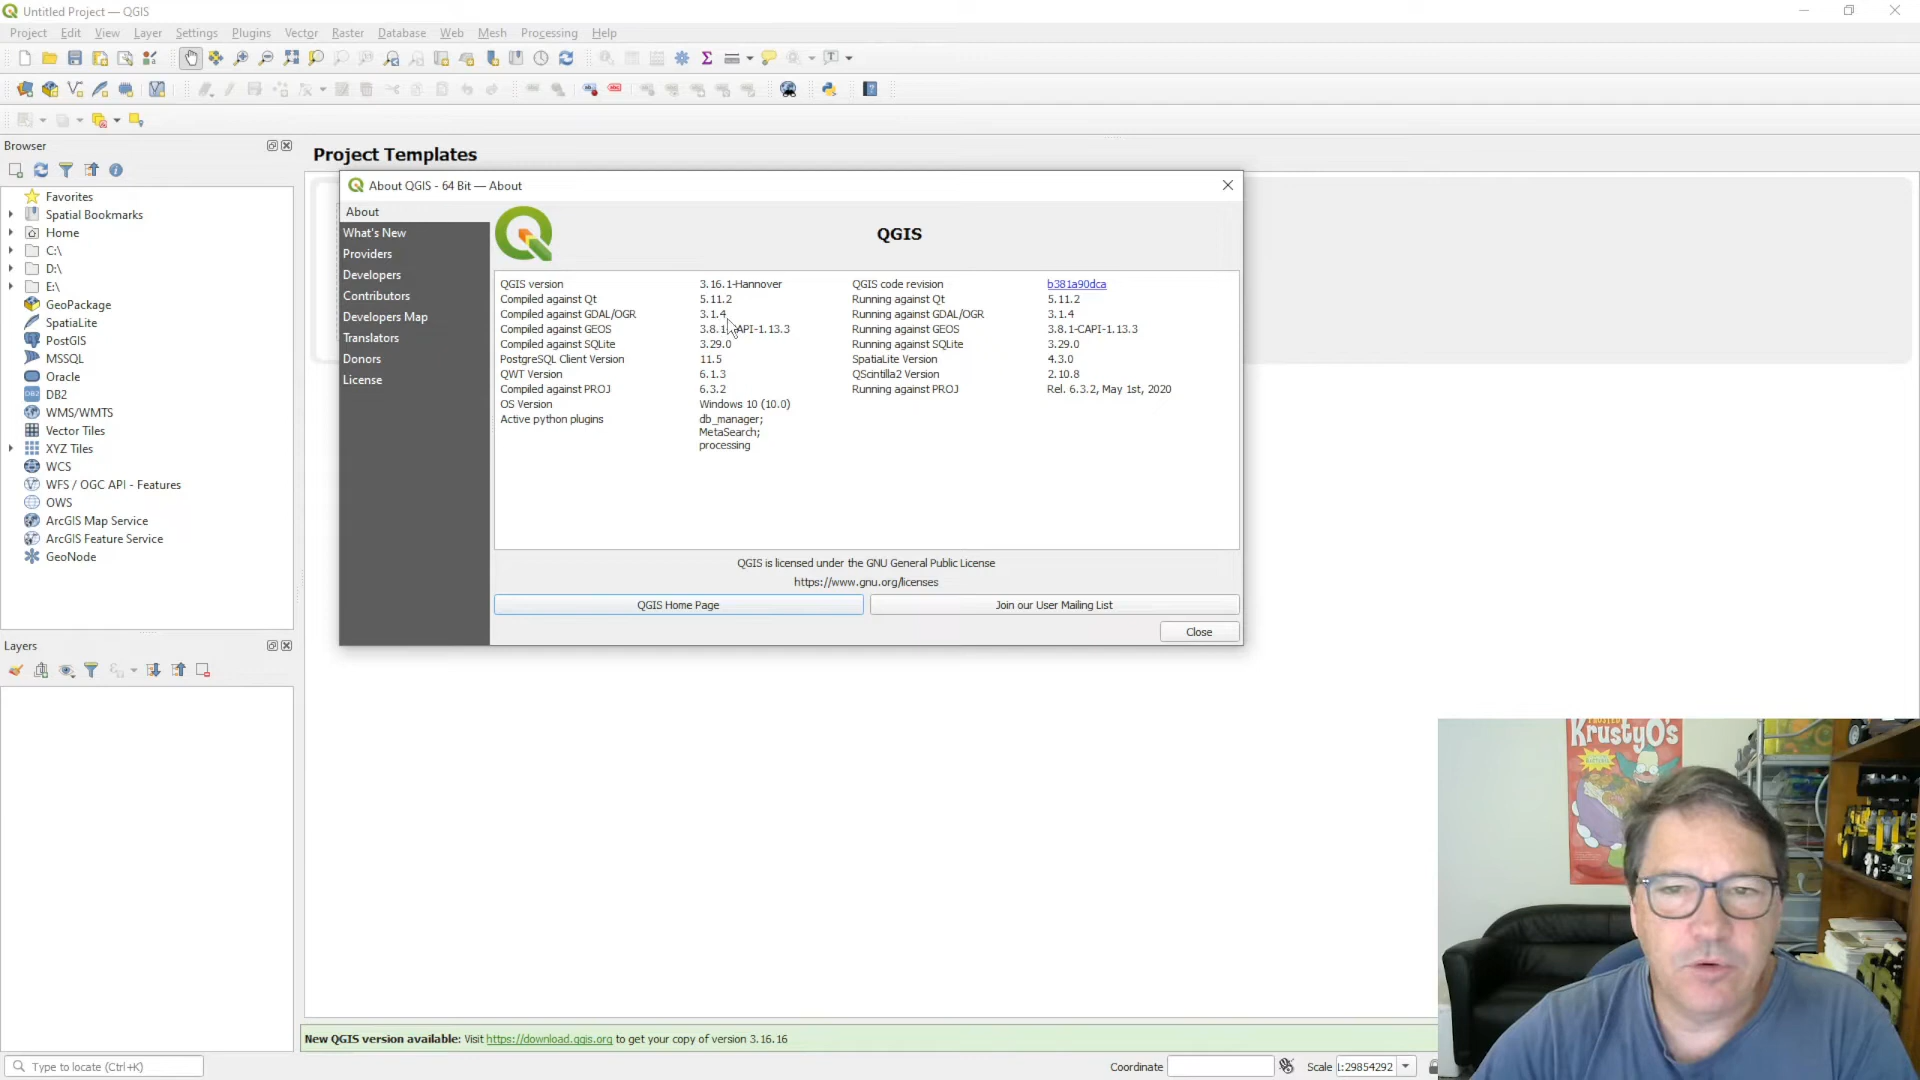 Untitled Project — QGIS
Project Edit View Layer Settings Plugins Vector Raster Database Web Mesh Processing Help
Browser
Favorites
Spatial Bookmarks
Home
C:\
D:\
E:\
GeoPackage
SpatiaLite
PostGIS
MSSQL
Oracle
DB2
WMS/WMTS
Vector Tiles
XYZ Tiles
WCS
WFS / OGC API - Features
OWS
ArcGIS Map Service
ArcGIS Feature Service
GeoNode
Layers
Project Templates
About QGIS - 64 Bit — About
About
What's New
Providers
Developers
Contributors
Developers Map
Translators
Donors
License
QGIS
QGIS version 3.16.1-Hannover QGIS code revision b381a90dca
Compiled against Qt 5.11.2 Running against Qt 5.11.2
Compiled against GDAL/OGR 3.1.4 Running against GDAL/OGR 3.1.4
Compiled against GEOS 3.8.1-CAPI-1.13.3 Running against GEOS 3.8.1-CAPI-1.13.3
Compiled against SQLite 3.29.0 Running against SQLite 3.29.0
PostgreSQL Client Version 11.5 SpatiaLite Version 4.3.0
QWT Version 6.1.3 QScintilla2 Version 2.10.8
Compiled against PROJ 6.3.2 Running against PROJ Rel. 6.3.2, May 1st, 2020
OS Version Windows 10 (10.0)
Active python plugins db_manager;
MetaSearch;
processing
QGIS is licensed under the GNU General Public License
https://www.gnu.org/licenses
QGIS Home Page Join our User Mailing List
Close
KrustyO's
New QGIS version available: Visit https://download.qgis.org to get your copy of version 3.16.16
Type to locate (Ctrl+K) Coordinate Scale 1:29854292